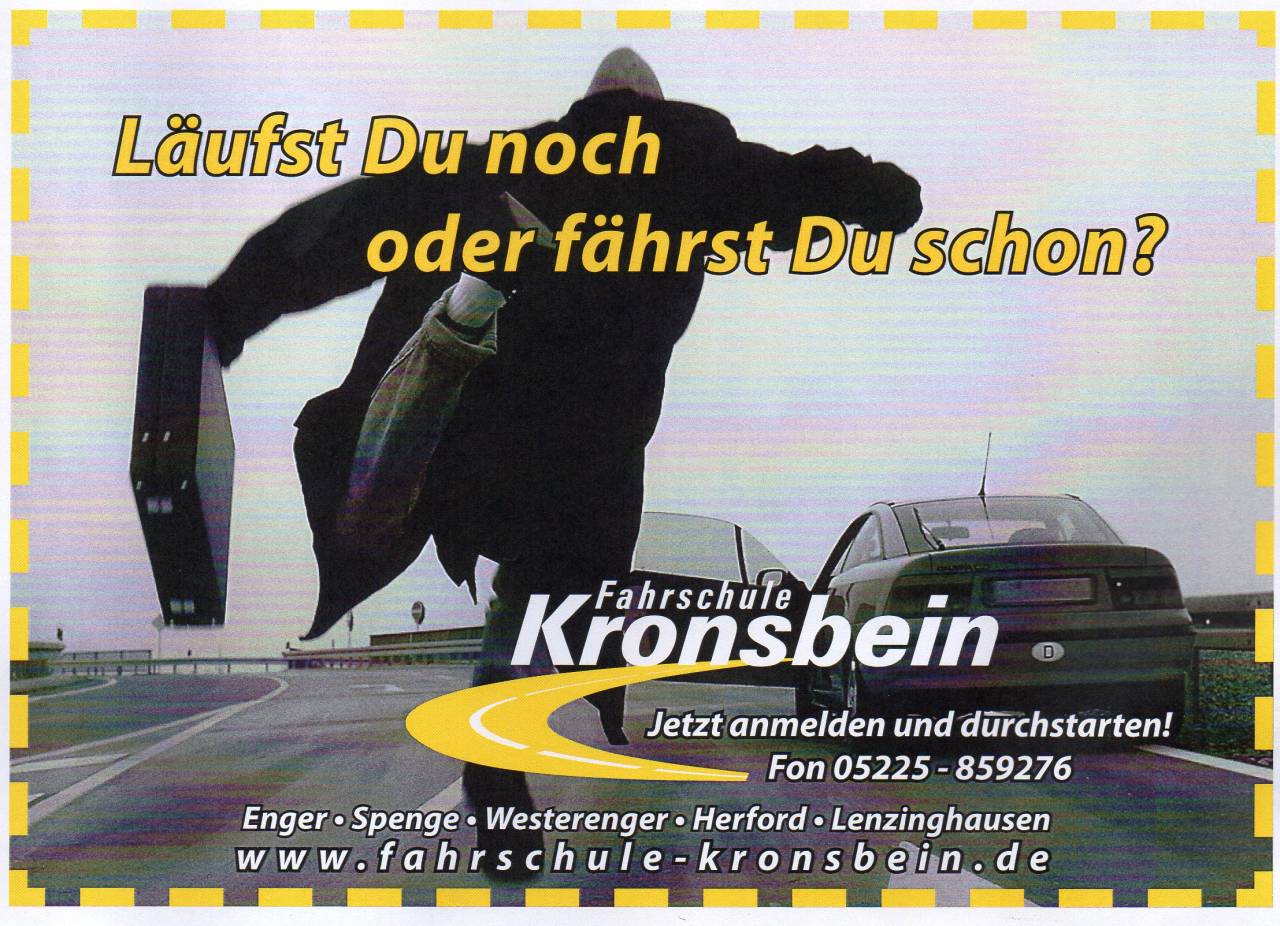 Läufst Du noch
oder fährst Du schon?
Fahrschule
Kronsbein
D
Jetzt anmelden und durchstarten!
Fon 05225 - 859276
Enger • Spenge • Westerenger • Herford • Lenzinghausen
www.fahrschule-kronsbein.de